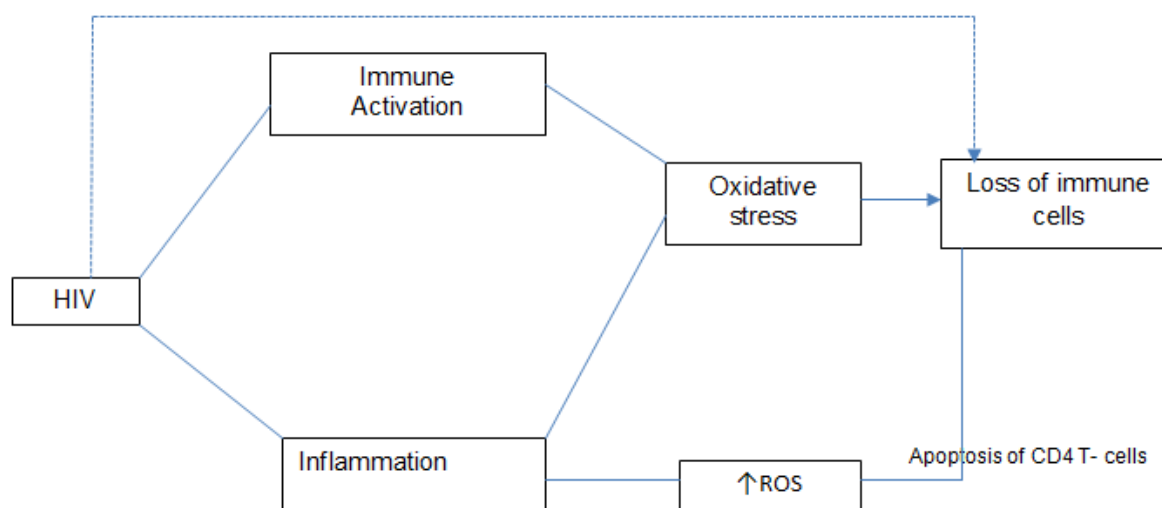 Immune
Activation
Oxidative
stress
Loss of immune
cells
HIV
Inflammation
Apoptosis of CD4 T- cells
↑ROS